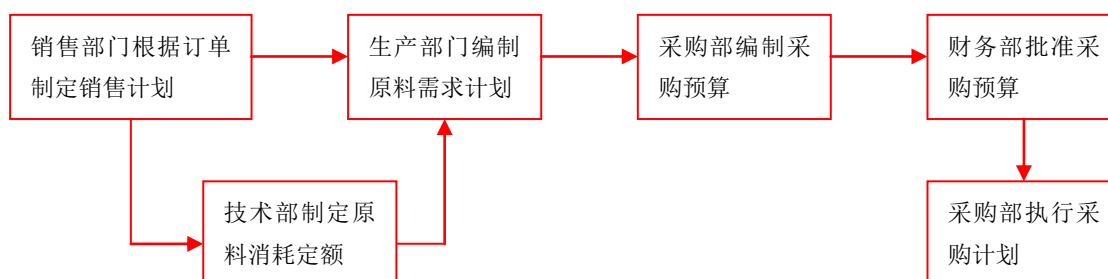 销售部门根据订单
制定销售计划
生产部门编制
原料需求计划
采购部编制采
购预算
财务部批准采
购预算
技术部制定原
料消耗定额
采购部执行采
购计划